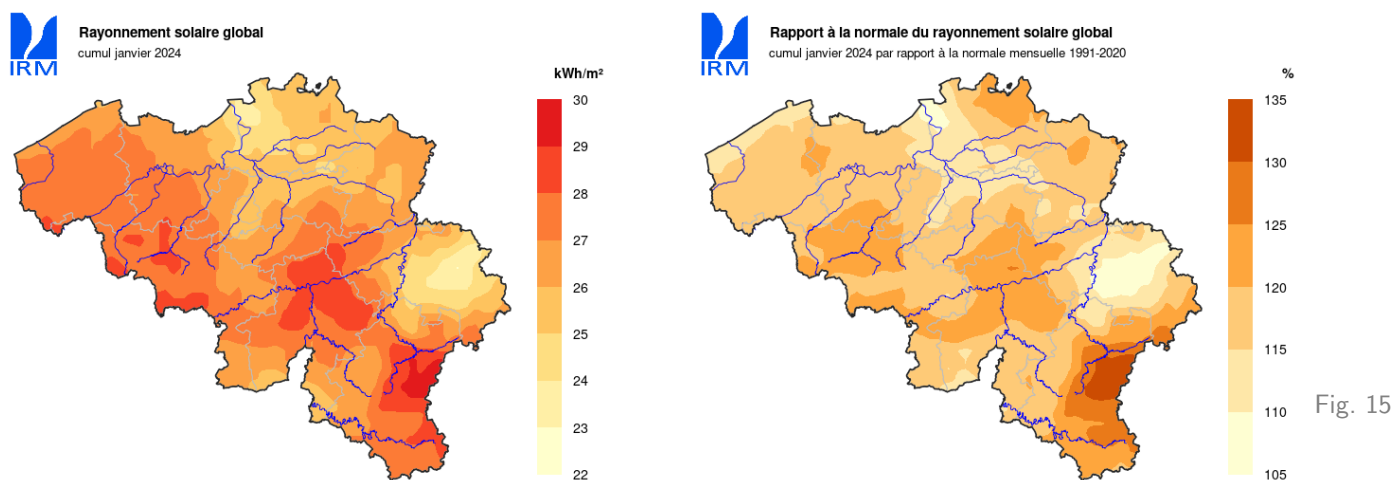 IRM
Rayonnement solaire global
cumul janvier 2024
kWh/m²
30
29
28
27
26
25
24
23
22
IRM
Rapport à la normale du rayonnement solaire global
cumul janvier 2024 par rapport à la normale mensuelle 1991-2020
%
135
130
125
120
115
110
105
Fig. 15